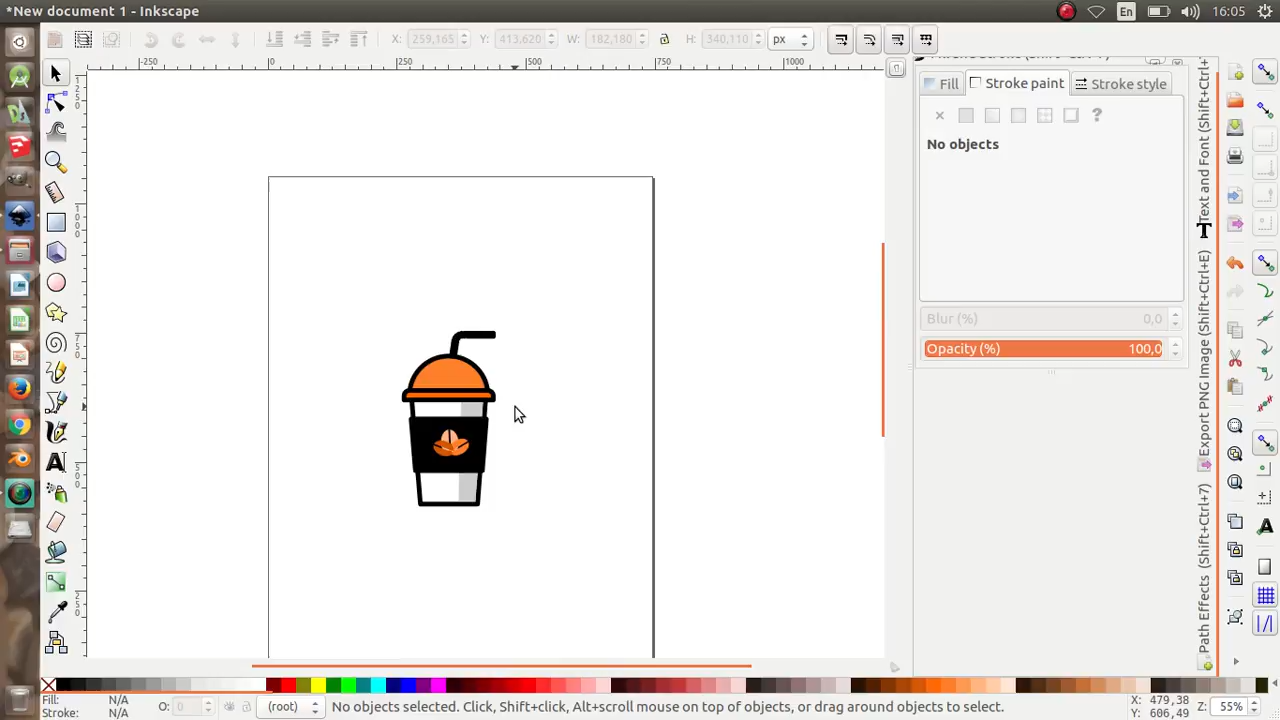 *New document 1 - Inkscape
En
16:05
X: 259,165
Y: 413,620
W: 182,180
H: 340,110
px
-250
0
250
500
750
1000
Fill
Stroke paint
Stroke style
?
No objects
Blur (%)
0,0
Opacity (%)
100,0
Text and Font (Shift+Ctrl+
Export PNG Image (Shift+Ctrl+E)
Path Effects (Shift+Ctrl+7)
Fill:
N/A
Stroke:
N/A
O:
0
(root)
No objects selected. Click, Shift+click, Alt+scroll mouse on top of objects, or drag around objects to select.
X: 479,38
Y: 606,49
Z:
55%